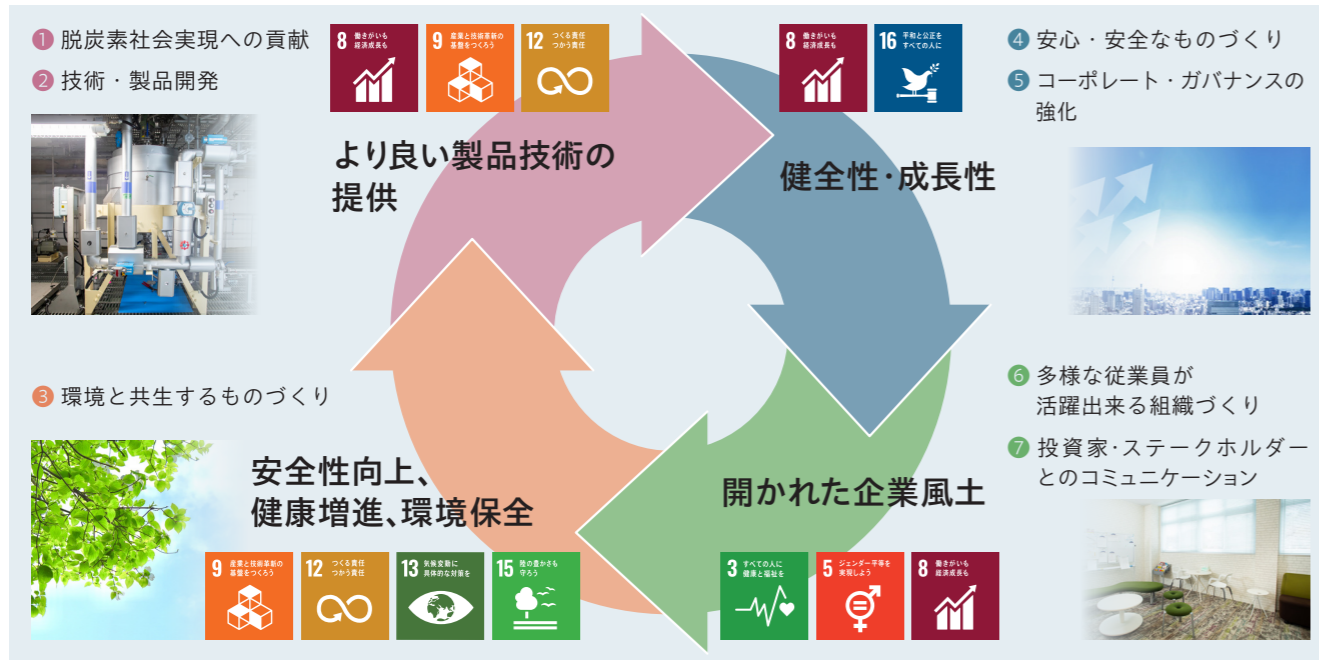 1 脱炭素社会実現への貢献
2 技術・製品開発
8 働きがいも
経済成長も
9 産業と技術革新の
基盤をつくろう
12 つくる責任
つかう責任
より良い製品技術の
提供
8 働きがいも
経済成長も
16 平和と公正を
すべての人に
健全性・成長性
4 安心・安全なものづくり
5 コーポレート・ガバナンスの
強化
3 環境と共生するものづくり
安全性向上、
健康増進、環境保全
9 産業と技術革新の
基盤をつくろう
12 つくる責任
つかう責任
13 気候変動に
具体的な対策を
15 陸の豊かさも
守ろう
開かれた企業風土
3 すべての人に
健康と福祉を
5 ジェンダー平等を
実現しよう
8 働きがいも
経済成長も
6 多様な従業員が
活躍出来る組織づくり
7 投資家・ステークホルダー
とのコミュニケーション